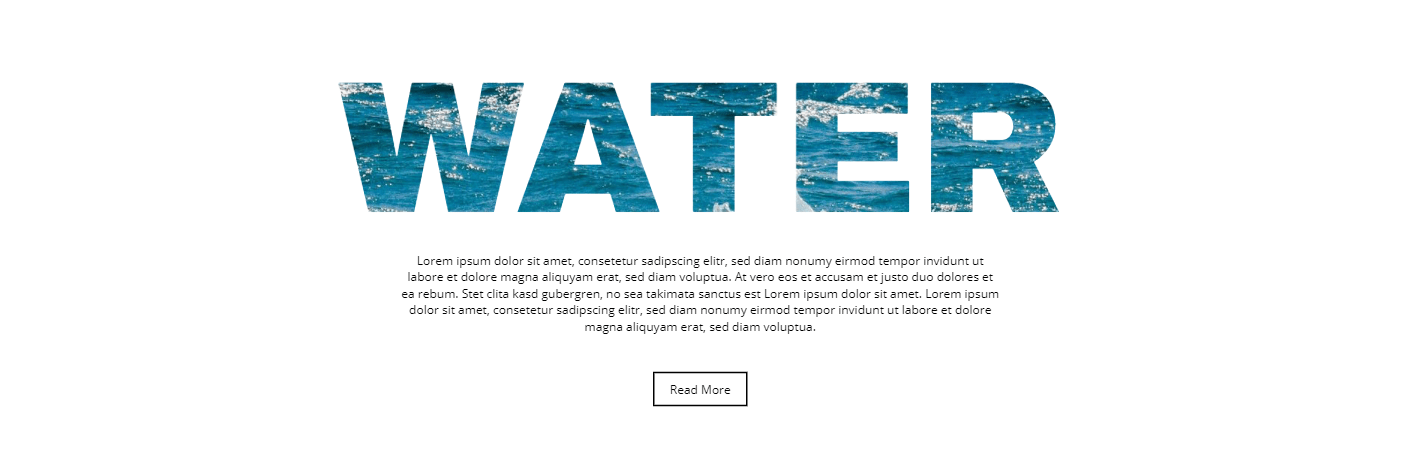 WATER
Lorem ipsum dolor sit amet, consetetur sadipscing elitr, sed diam nonumy eirmod tempor invidunt ut
labore et dolore magna aliquyam erat, sed diam voluptua. At vero eos et accusam et justo duo dolores et
ea rebum. Stet clita kasd gubergren, no sea takimata sanctus est Lorem ipsum dolor sit amet. Lorem ipsum
dolor sit amet, consetetur sadipscing elitr, sed diam nonumy eirmod tempor invidunt ut labore et dolore
magna aliquyam erat, sed diam voluptua.
Read More